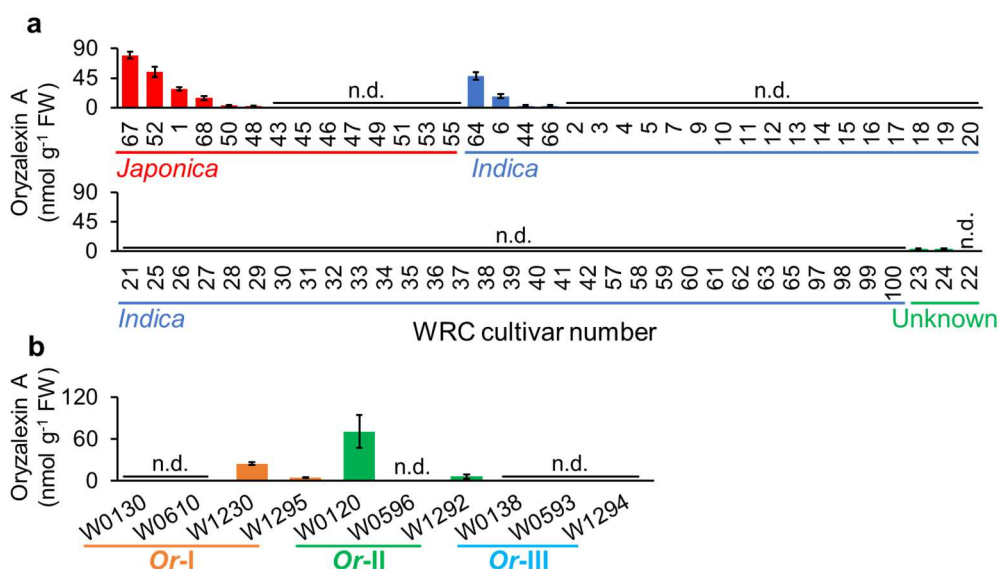 a
Oryzalexin A
(nmol g⁻¹ FW)
90
45
0
n.d.
n.d.
67 52 1 68 50 48 43 45 46 47 49 51 53 55 64 6 44 66 2 3 4 5 7 9 10 11 12 13 14 15 16 17 18 19 20
Japonica
Indica
90
45
0
n.d.
n.d.
21 25 26 27 28 29 30 31 32 33 34 35 36 37 38 39 40 41 42 57 58 59 60 61 62 63 65 97 98 99 100 23 24 22
Indica
Unknown
WRC cultivar number
b
Oryzalexin A
(nmol g⁻¹ FW)
120
60
0
n.d.
n.d.
n.d.
W0130 W0610 W1230 W1295 W0120 W0596 W1292 W0138 W0593 W1294
Or-I
Or-II
Or-III